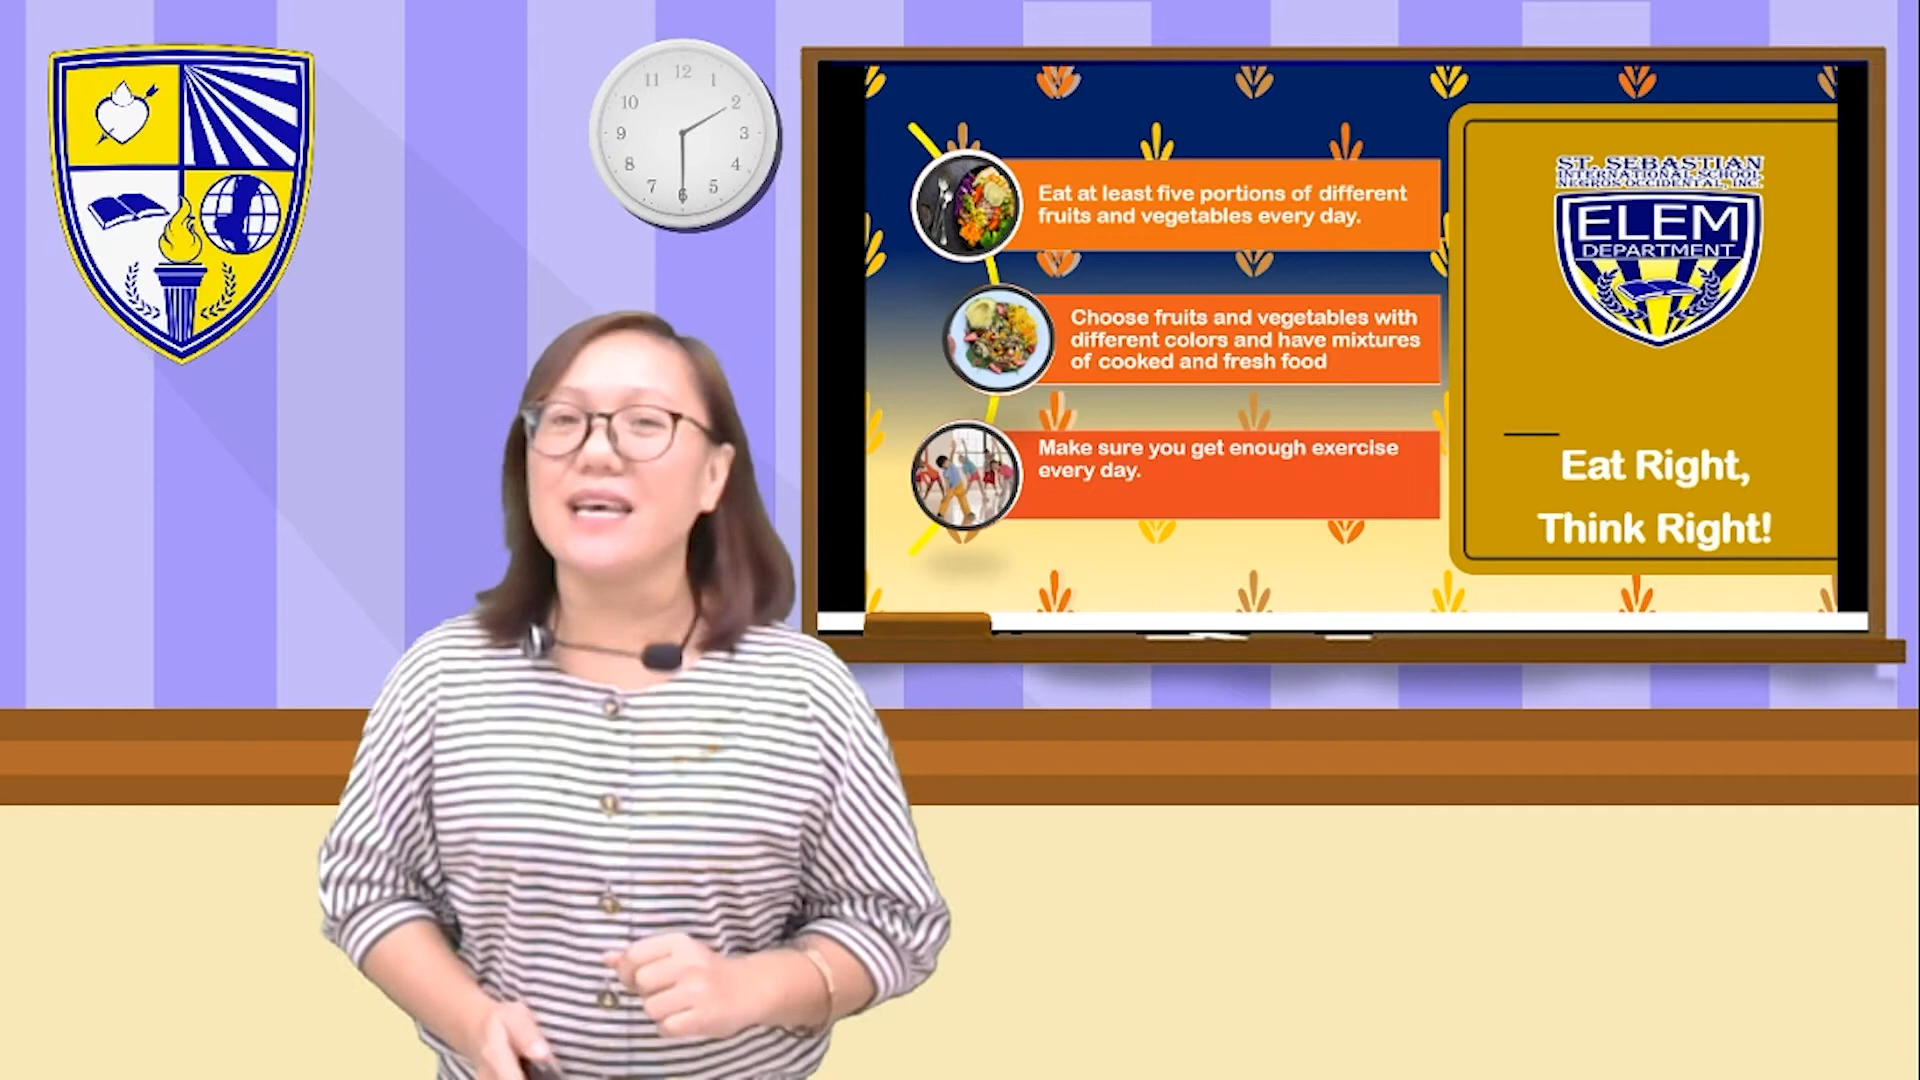 12
11
1
10
2
9
3
8
4
7
5
6
Eat at least five portions of different
fruits and vegetables every day.
Choose fruits and vegetables with
different colors and have mixtures
of cooked and fresh food
Make sure you get enough exercise
every day.
ST. SEBASTIAN
INTERNATIONAL SCHOOL
NEGROS OCCIDENTAL, INC.
ELEM
DEPARTMENT
Eat Right,
Think Right!